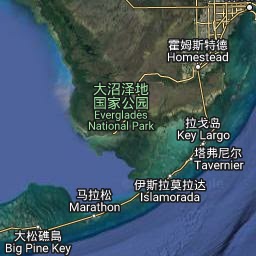 霍姆斯特德
Homestead
大沼泽地
国家公园
Everglades
National Park
拉戈岛
Key Largo
塔弗尼尔
Tavernier
伊斯拉莫拉达
Islamorada
马拉松
Marathon
大松礁島
Big Pine Key